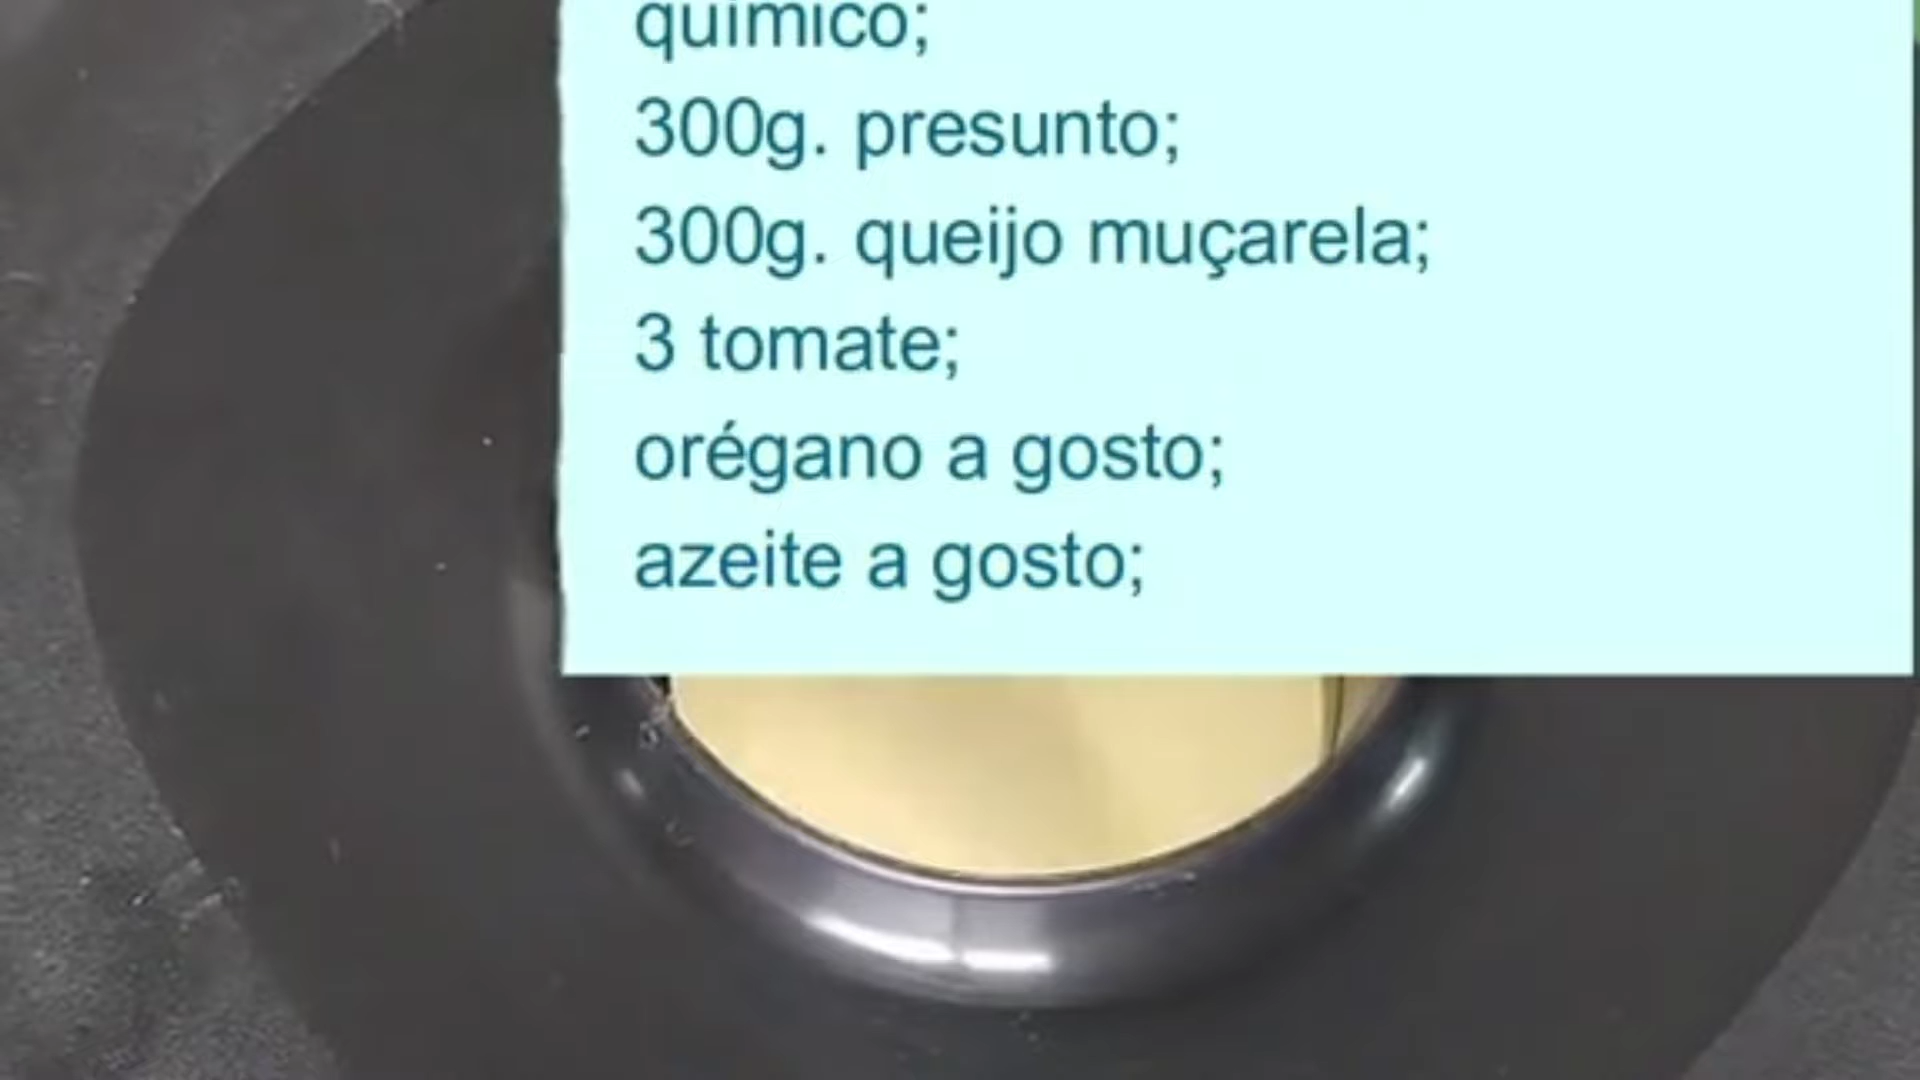 químico;
300g. presunto;
300g. queijo muçarela;
3 tomate;
orégano a gosto;
azeite a gosto;